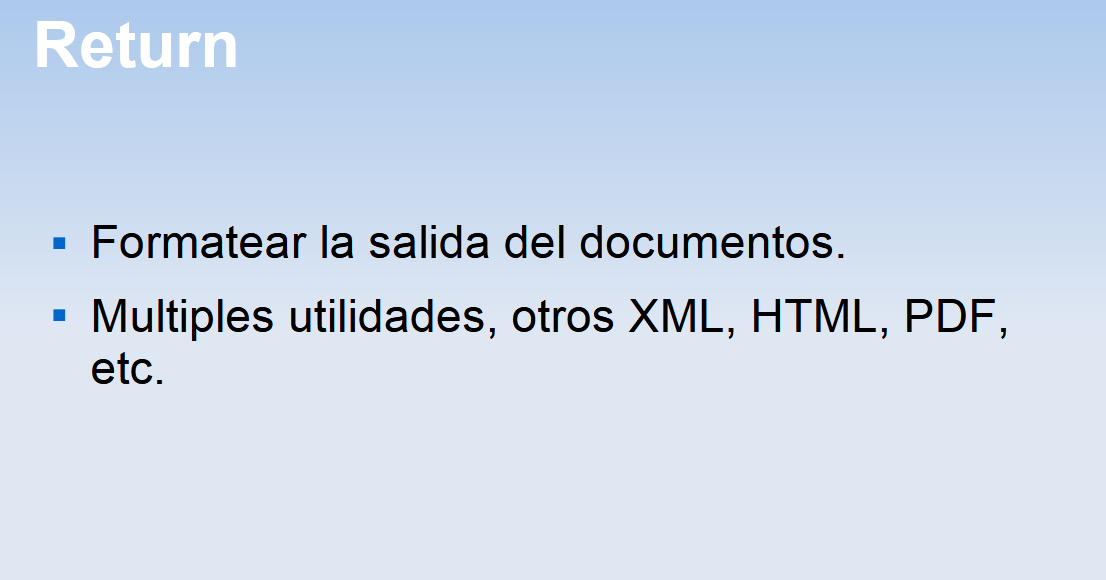 Return
▪ Formatear la salida del documentos.
▪ Multiples utilidades, otros XML, HTML, PDF,
etc.